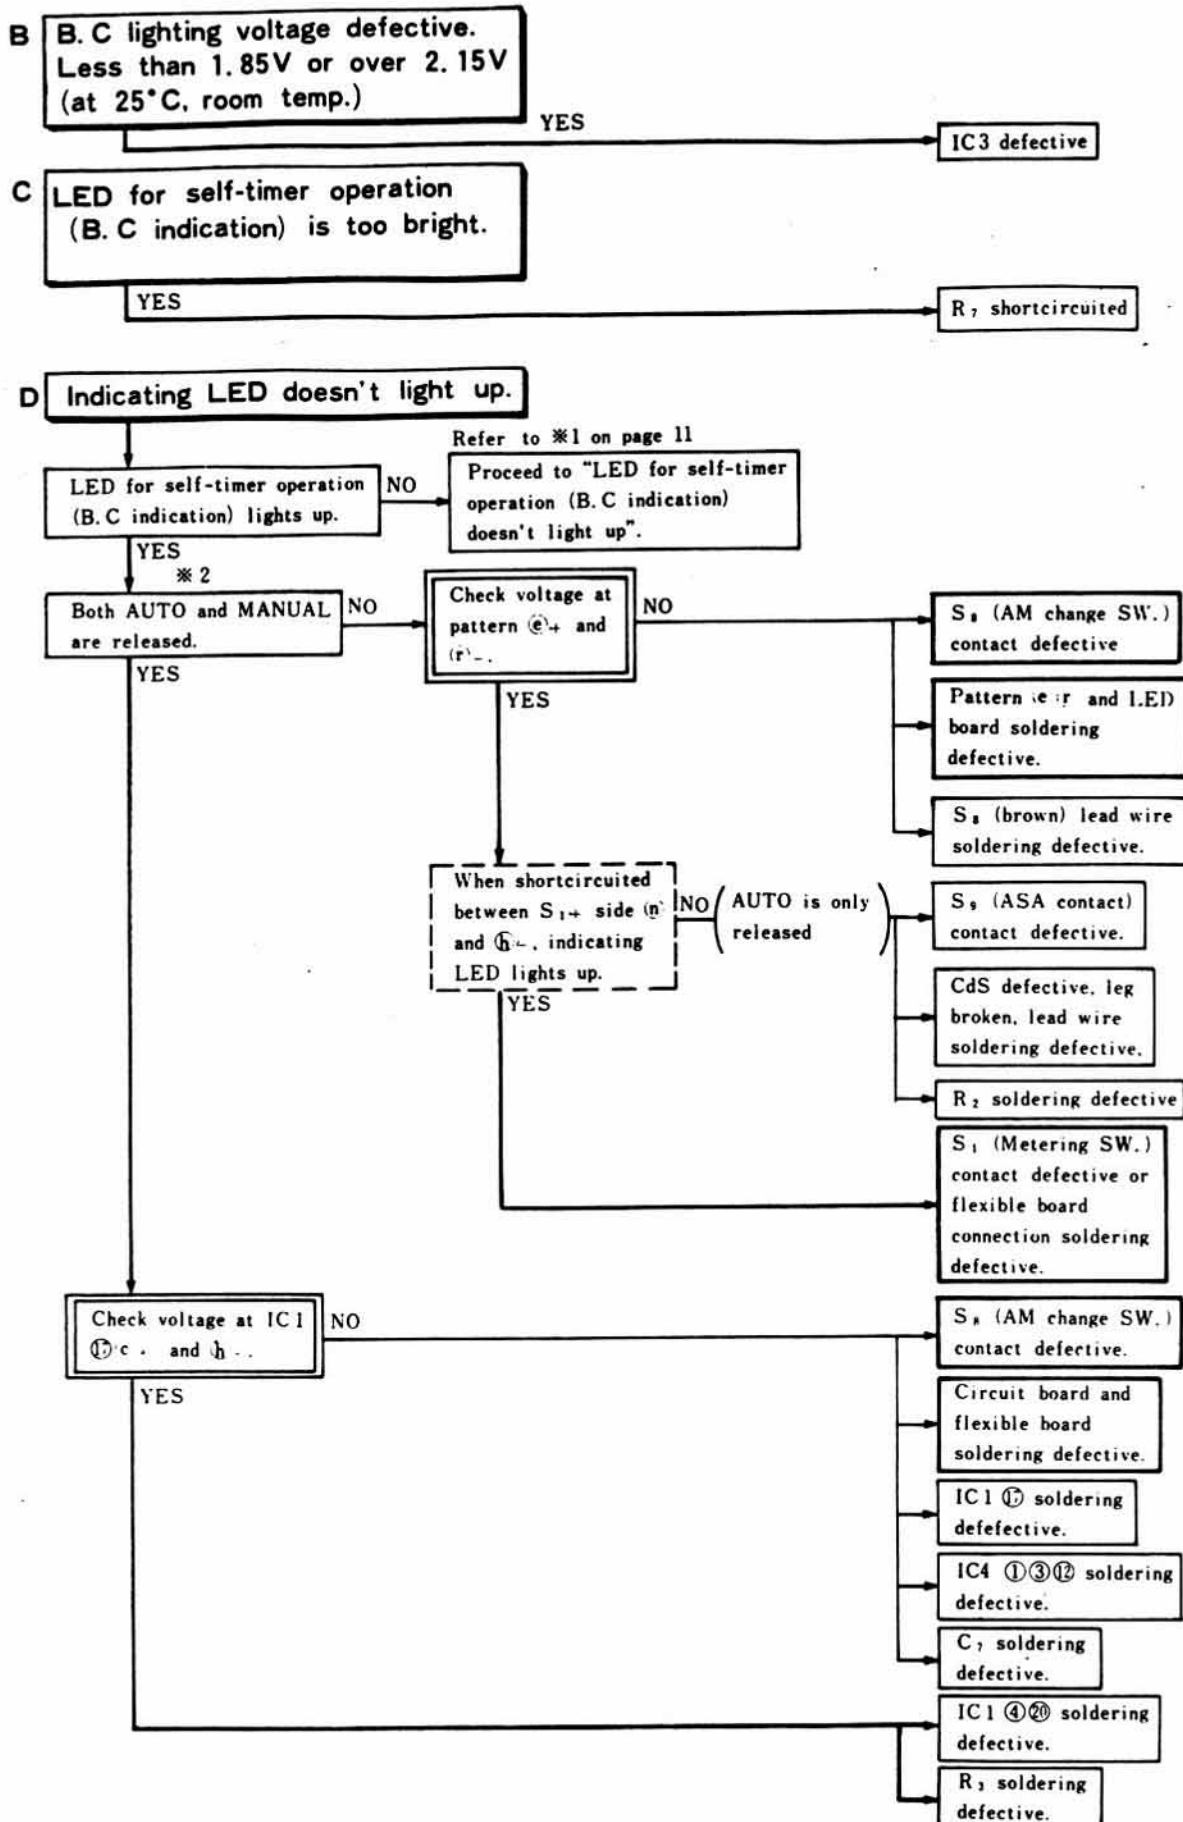 B
B.C lighting voltage defective.
Less than 1.85V or over 2.15V
(at 25°C, room temp.)
YES
IC3 defective
C
LED for self-timer operation
(B.C indication) is too bright.
YES
R₇ shortcircuited
D
Indicating LED doesn't light up.
Refer to ※1 on page 11
LED for self-timer operation
(B.C indication) lights up.
NO
Proceed to "LED for self-timer
operation (B.C indication)
doesn't light up".
YES
※2
Both AUTO and MANUAL
are released.
NO
Check voltage at
pattern ⓔ+ and
ⓡ-.
NO
S₈ (AM change SW.)
contact defective
YES
YES
Pattern e r and LED
board soldering
defective.
S₈ (brown) lead wire
soldering defective.
When shortcircuited
between S₁+ side ⓝ
and ⓗ-, indicating
LED lights up.
NO
(AUTO is only
released)
S₉ (ASA contact)
contact defective.
YES
CdS defective, leg
broken, lead wire
soldering defective.
R₂ soldering defective
S₁ (Metering SW.)
contact defective or
flexible board
connection soldering
defective.
Check voltage at IC1
⑰ c and h -.
NO
S₈ (AM change SW.)
contact defective.
YES
Circuit board and
flexible board
soldering defective.
IC1 ⑰ soldering
defefective.
IC4 ①③⑫ soldering
defective.
C₇ soldering
defective.
IC1 ④⑳ soldering
defective.
R₃ soldering
defective.